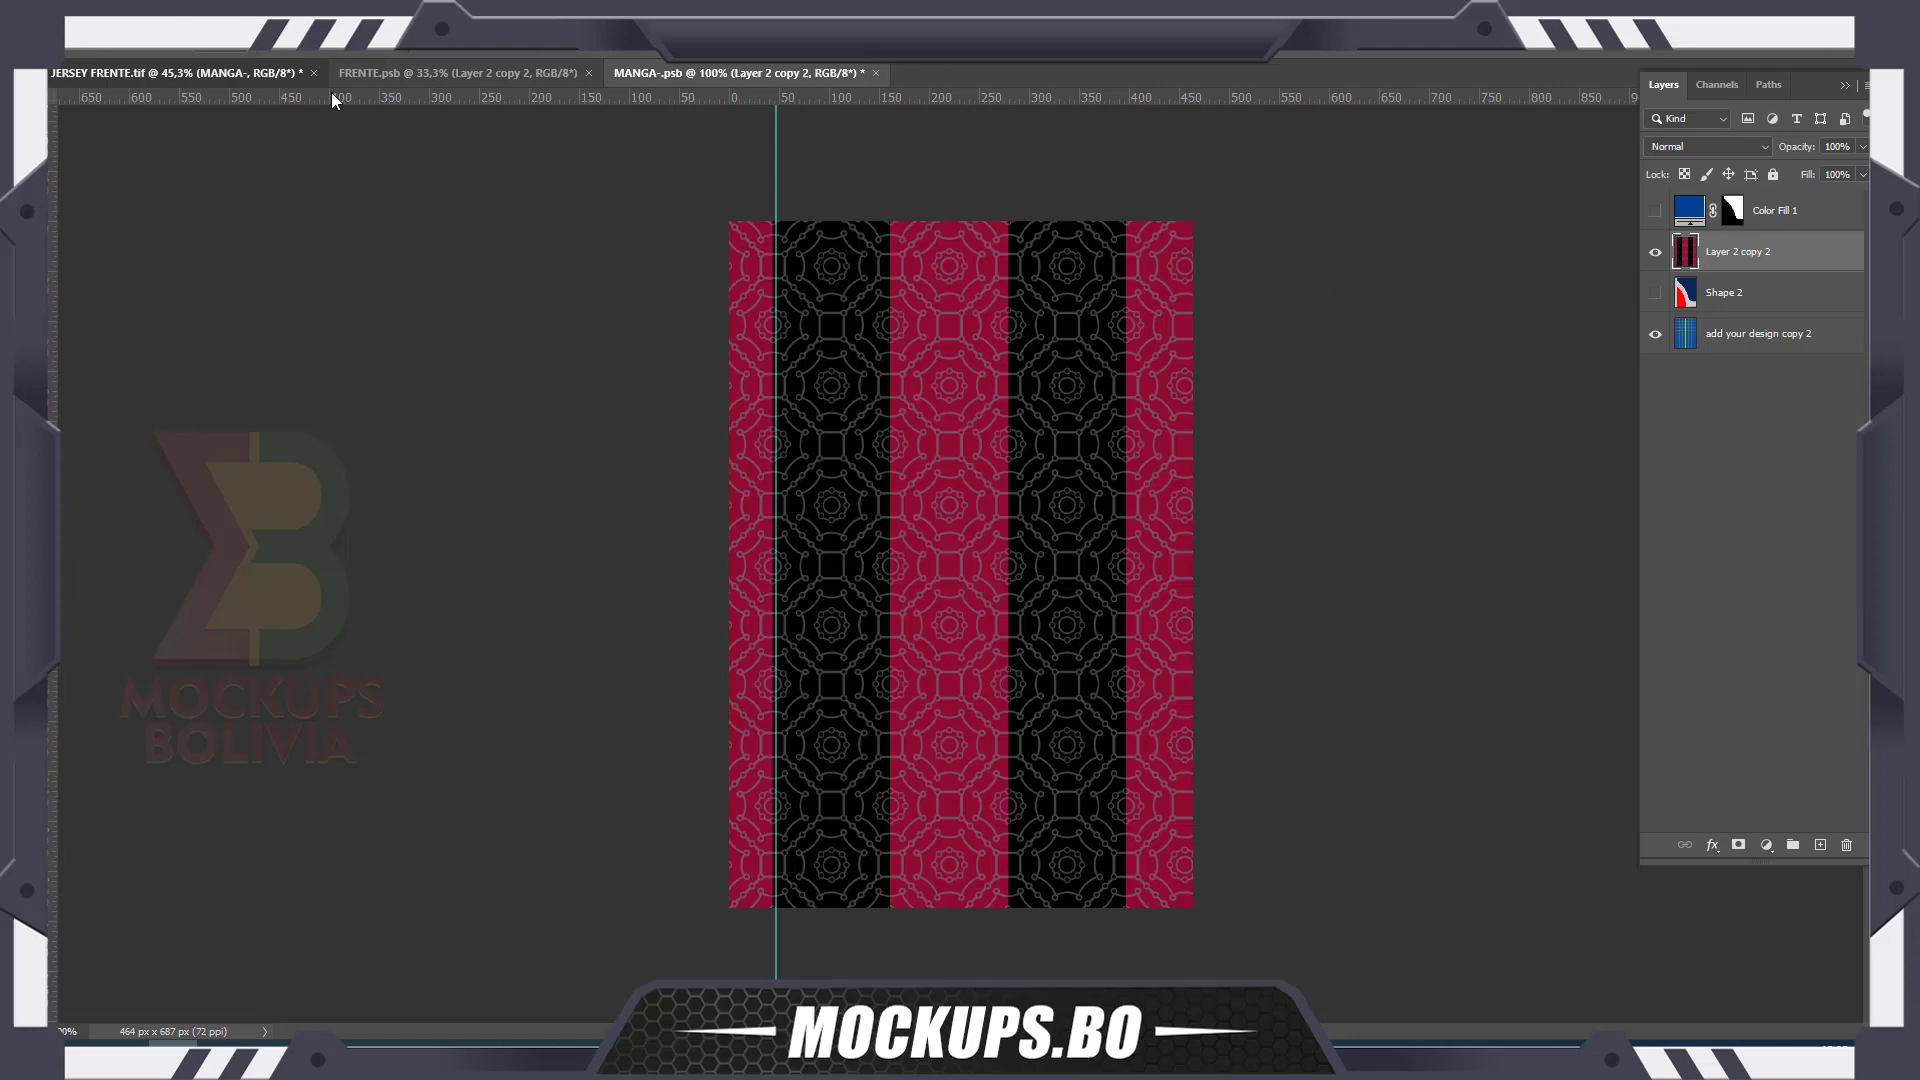 JERSEY FRENTE.tif @ 45,3% (MANGA-, RGB/8*) *
FRENTE.psb @ 33,3% (Layer 2 copy 2, RGB/8*)
MANGA-.psb @ 100% (Layer 2 copy 2, RGB/8*) *
650 600 550 500 450 400 350 300 250 200 150 100 50 0 50 100 150 200 250 300 350 400 450 500 550 600 650 700 750 800 850 9
Layers Channels Paths
Kind
Normal Opacity: 100%
Lock: Fill: 100%
Color Fill 1
Layer 2 copy 2
Shape 2
add your design copy 2
fx
MOCKUPS
BOLIVIA
464 px x 687 px (72 ppi)
MOCKUPS.BO